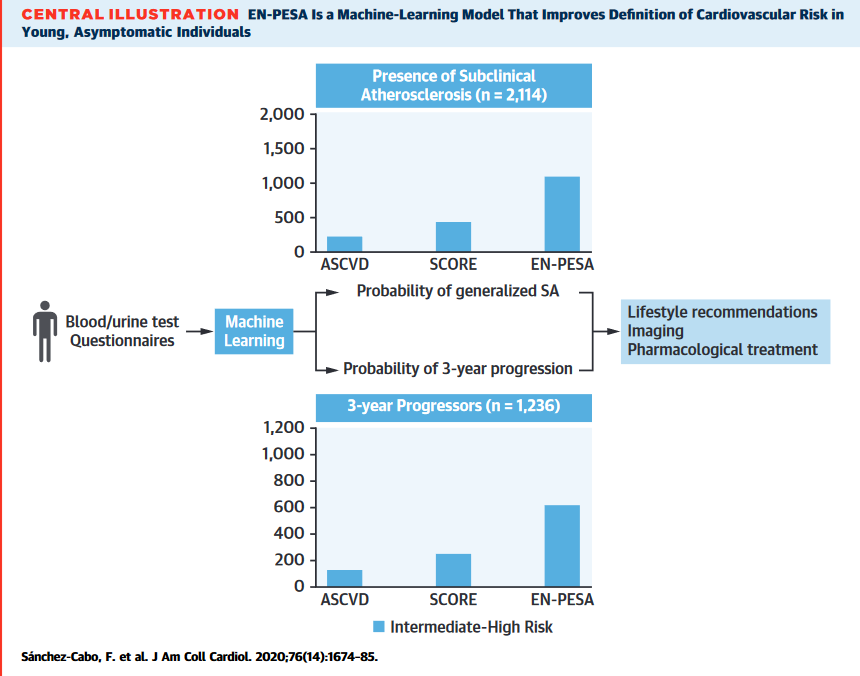 CENTRAL ILLUSTRATION EN-PESA Is a Machine-Learning Model That Improves Definition of Cardiovascular Risk in
Young, Asymptomatic Individuals
Presence of Subclinical
Atherosclerosis (n = 2,114)
2,000
1,500
1,000
500
0
ASCVD SCORE EN-PESA
Blood/urine test
Questionnaires
Machine
Learning
Probability of generalized SA
Probability of 3-year progression
Lifestyle recommendations
Imaging
Pharmacological treatment
3-year Progressors (n = 1,236)
1,200
1,000
800
600
400
200
0
ASCVD SCORE EN-PESA
Intermediate-High Risk
Sánchez-Cabo, F. et al. J Am Coll Cardiol. 2020;76(14):1674-85.